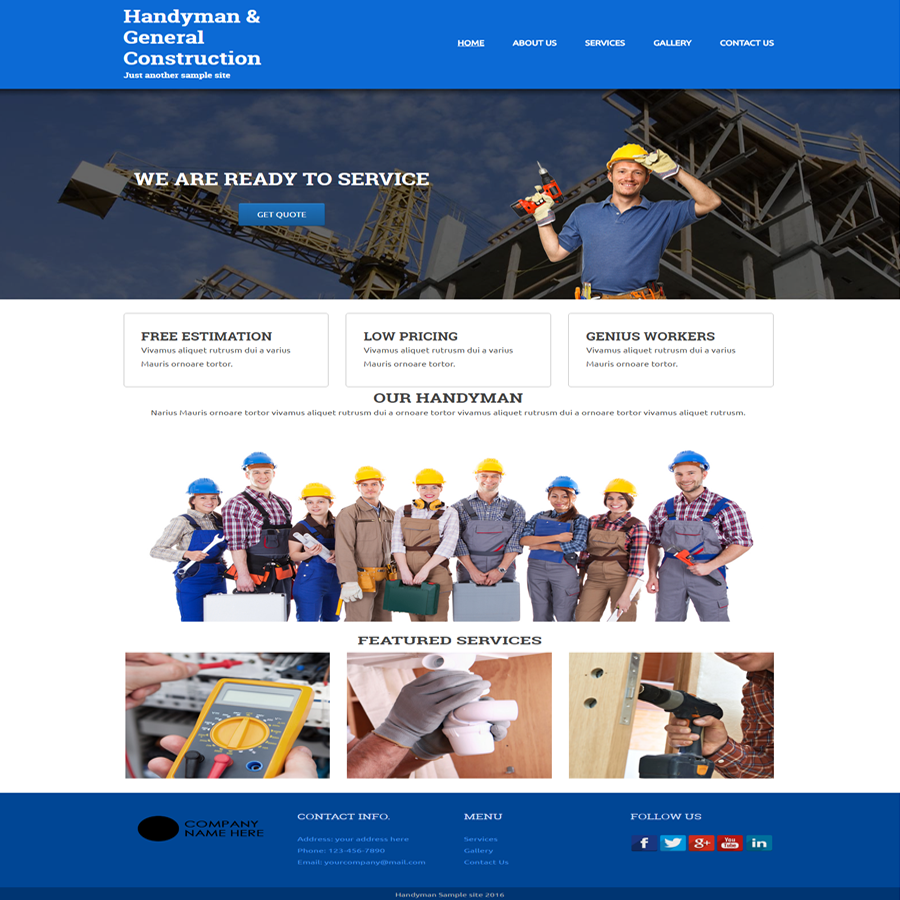 Handyman &
General
Construction
Just another sample site
HOME ABOUT US SERVICES GALLERY CONTACT US
WE ARE READY TO SERVICE
GET QUOTE
FREE ESTIMATION
Vivamus aliquet rutrusm dui a varius
Mauris ornoare tortor.
LOW PRICING
Vivamus aliquet rutrusm dui a varius
Mauris ornoare tortor.
GENIUS WORKERS
Vivamus aliquet rutrusm dui a varius
Mauris ornoare tortor.
OUR HANDYMAN
Narius Mauris ornoare tortor vivamus aliquet rutrusm dui a ornoare tortor vivamus aliquet rutrusm dui a ornoare tortor vivamus aliquet rutrusm.
FEATURED SERVICES
COMPANY
NAME HERE
CONTACT INFO.
Address: your address here
Phone: 123-456-7890
Email: yourcompany@mail.com
MENU
Services
Gallery
Contact Us
FOLLOW US
f g+ You Tube in
Handyman Sample site 2016